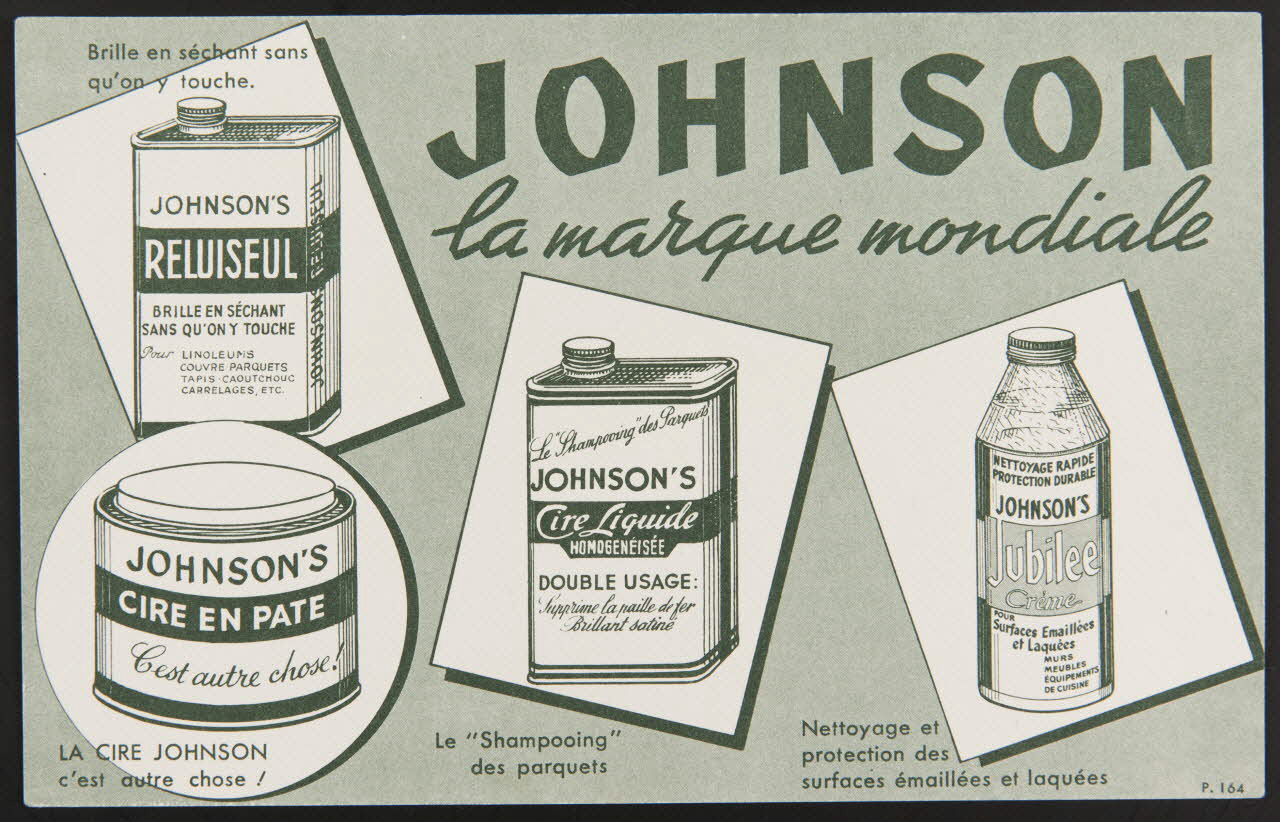 Brille en séchant sans
qu'on y touche.
JOHNSON
la marque mondiale
JOHNSON'S
RELUISEUL
BRILLE EN SÉCHANT
SANS QU'ON Y TOUCHE
Pour LINOLEUMS
COUVRE PARQUETS
TAPIS-CAOUTCHOUC
CARRELAGES, ETC.
JOHNSON'S RELUISEUL
JOHNSON'S
CIRE EN PATE
C'est autre chose!
LA CIRE JOHNSON
c'est autre chose !
Le "Shampooing" des Parquets
JOHNSON'S
Cire Liquide
HOMOGENÉISÉE
DOUBLE USAGE:
Supprime la paille de fer
Brillant satiné
Le "Shampooing"
des parquets
NETTOYAGE RAPIDE
PROTECTION DURABLE
JOHNSON'S
Jubilee
Crème
POUR
Surfaces Emaillées
et Laquées
MURS
MEUBLES
ÉQUIPEMENTS
DE CUISINE
Nettoyage et
protection des
surfaces émaillées et laquées
P. 164